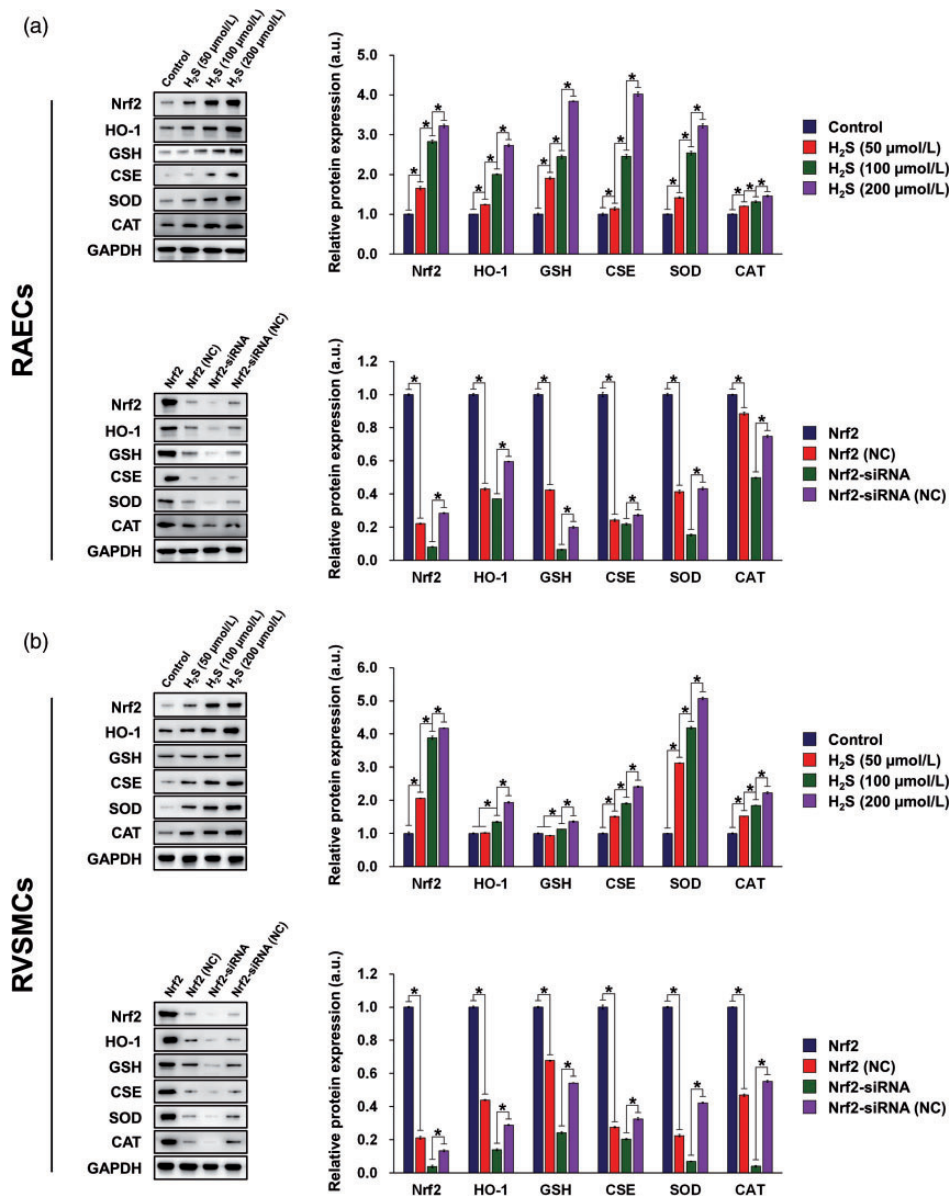 (a)
RAECs
Control
H₂S (50 µmol/L)
H₂S (100 µmol/L)
H₂S (200 µmol/L)
Nrf2
HO-1
GSH
CSE
SOD
CAT
GAPDH
Relative protein expression (a.u.)
5.0
4.0
3.0
2.0
1.0
0.0
* * * * * * * * * * * * * * * * * *
Nrf2 HO-1 GSH CSE SOD CAT
Control
H₂S (50 µmol/L)
H₂S (100 µmol/L)
H₂S (200 µmol/L)
Nrf2
Nrf2 (NC)
Nrf2-siRNA
Nrf2-siRNA (NC)
Nrf2
HO-1
GSH
CSE
SOD
CAT
GAPDH
Relative protein expression (a.u.)
1.2
1.0
0.8
0.6
0.4
0.2
0.0
* * * * * * * * * * * *
Nrf2 HO-1 GSH CSE SOD CAT
Nrf2
Nrf2 (NC)
Nrf2-siRNA
Nrf2-siRNA (NC)
(b)
RVSMCs
Control
H₂S (50 µmol/L)
H₂S (100 µmol/L)
H₂S (200 µmol/L)
Nrf2
HO-1
GSH
CSE
SOD
CAT
GAPDH
Relative protein expression (a.u.)
6.0
5.0
4.0
3.0
2.0
1.0
0.0
* * * * * * * * * * * * * * * *
Nrf2 HO-1 GSH CSE SOD CAT
Control
H₂S (50 µmol/L)
H₂S (100 µmol/L)
H₂S (200 µmol/L)
Nrf2
Nrf2 (NC)
Nrf2-siRNA
Nrf2-siRNA (NC)
Nrf2
HO-1
GSH
CSE
SOD
CAT
GAPDH
Relative protein expression (a.u.)
1.2
1.0
0.8
0.6
0.4
0.2
0.0
* * * * * * * * * * * *
Nrf2 HO-1 GSH CSE SOD CAT
Nrf2
Nrf2 (NC)
Nrf2-siRNA
Nrf2-siRNA (NC)